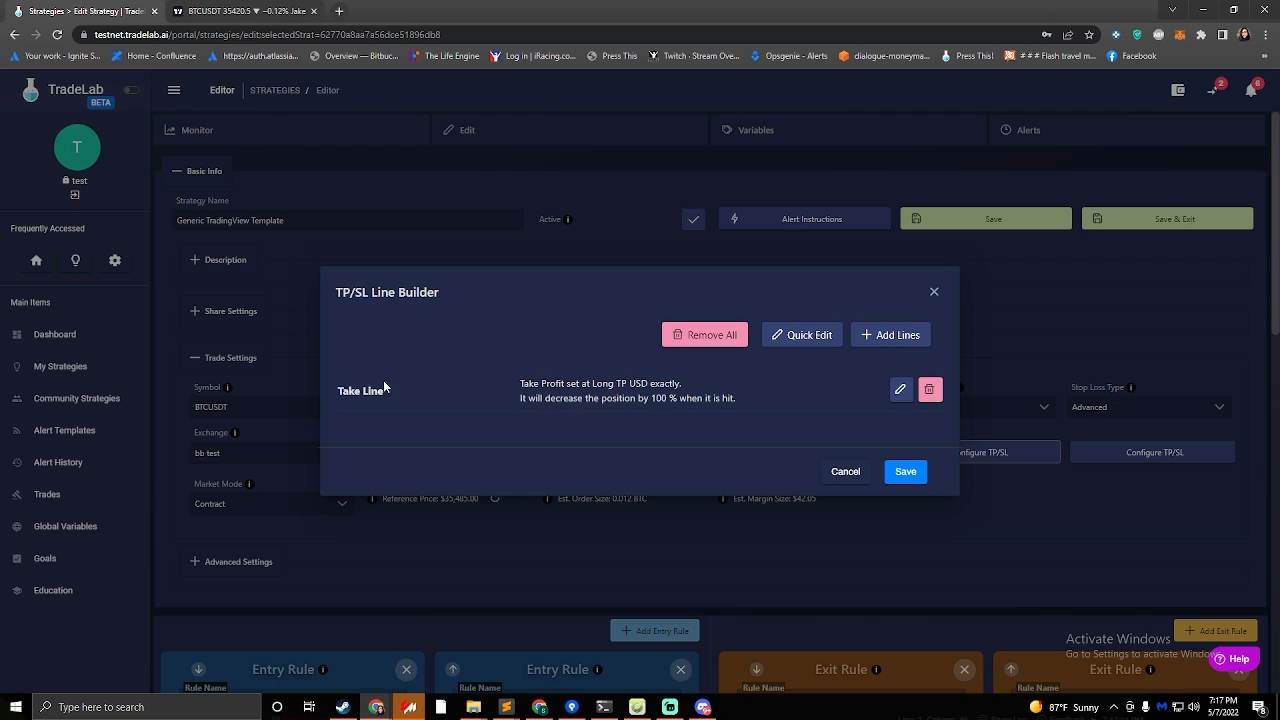 Strategies > Editor | TradeLab
BTCUSDT 35420.5 ▼ −0.12% Jake
testnet.tradelab.ai/portal/strategies/editselectedStrat=62770a8aa7a56dce5189bdb8
Your Work - TradeLa...
Home - Confluence
https://auth.atlassia...
Overview — Bitbuc...
The Life Engine
Log in | iRacing.com
Press This!
Twitch - Stream Ove...
Opsgenie - Alerts
dialogue-moneyma...
Press This!
# # # Flash travel m...
Facebook
»
TradeLab
BETA
Editor
STRATEGIES / Editor
2
6
Monitor
Edit
Variables
Alerts
T
test
Basic Info
Strategy Name
Generic TradingView Template
Active
Alert Instructions
Save
Save & Exit
Frequently Accessed
Description
Share Settings
Trade Settings
Main Items
Dashboard
My Strategies
Community Strategies
Alert Templates
Alert History
Trades
Global Variables
Goals
Education
TP/SL Line Builder
Remove All
Quick Edit
Add Lines
Take Line
Take Profit set at Long TP USD exactly.
It will decrease the position by 100 % when it is hit.
Cancel
Save
Symbol
BTCUSDT
Stop Loss Type
Advanced
Exchange
bb test
nfigure TP/SL
Configure TP/SL
Market Mode
Contract
Reference Price: $35,485.00
Est. Order Size: 0.012 BTC
Est. Margin Size: $42.05
Advanced Settings
Add Entry Rule
Add Exit Rule
Activate Windows
Go to Settings to activate Windows.
Help
Entry Rule
Entry Rule
Exit Rule
Exit Rule
Rule Name
Rule Name
Rule Name
Rule Name
Type here to search
68°F Sunny
7:17 PM
5/7/2022